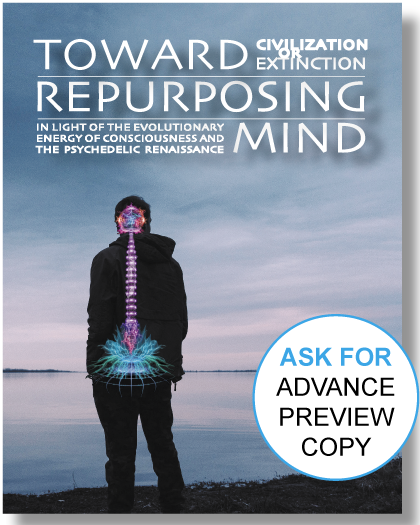 TOWARD
CIVILIZATION
OR
EXTINCTION
REPURPOSING
IN LIGHT OF THE EVOLUTIONARY
ENERGY OF CONSCIOUSNESS AND
THE PSYCHEDELIC RENAISSANCE
MIND
ASK FOR
ADVANCE
PREVIEW
COPY